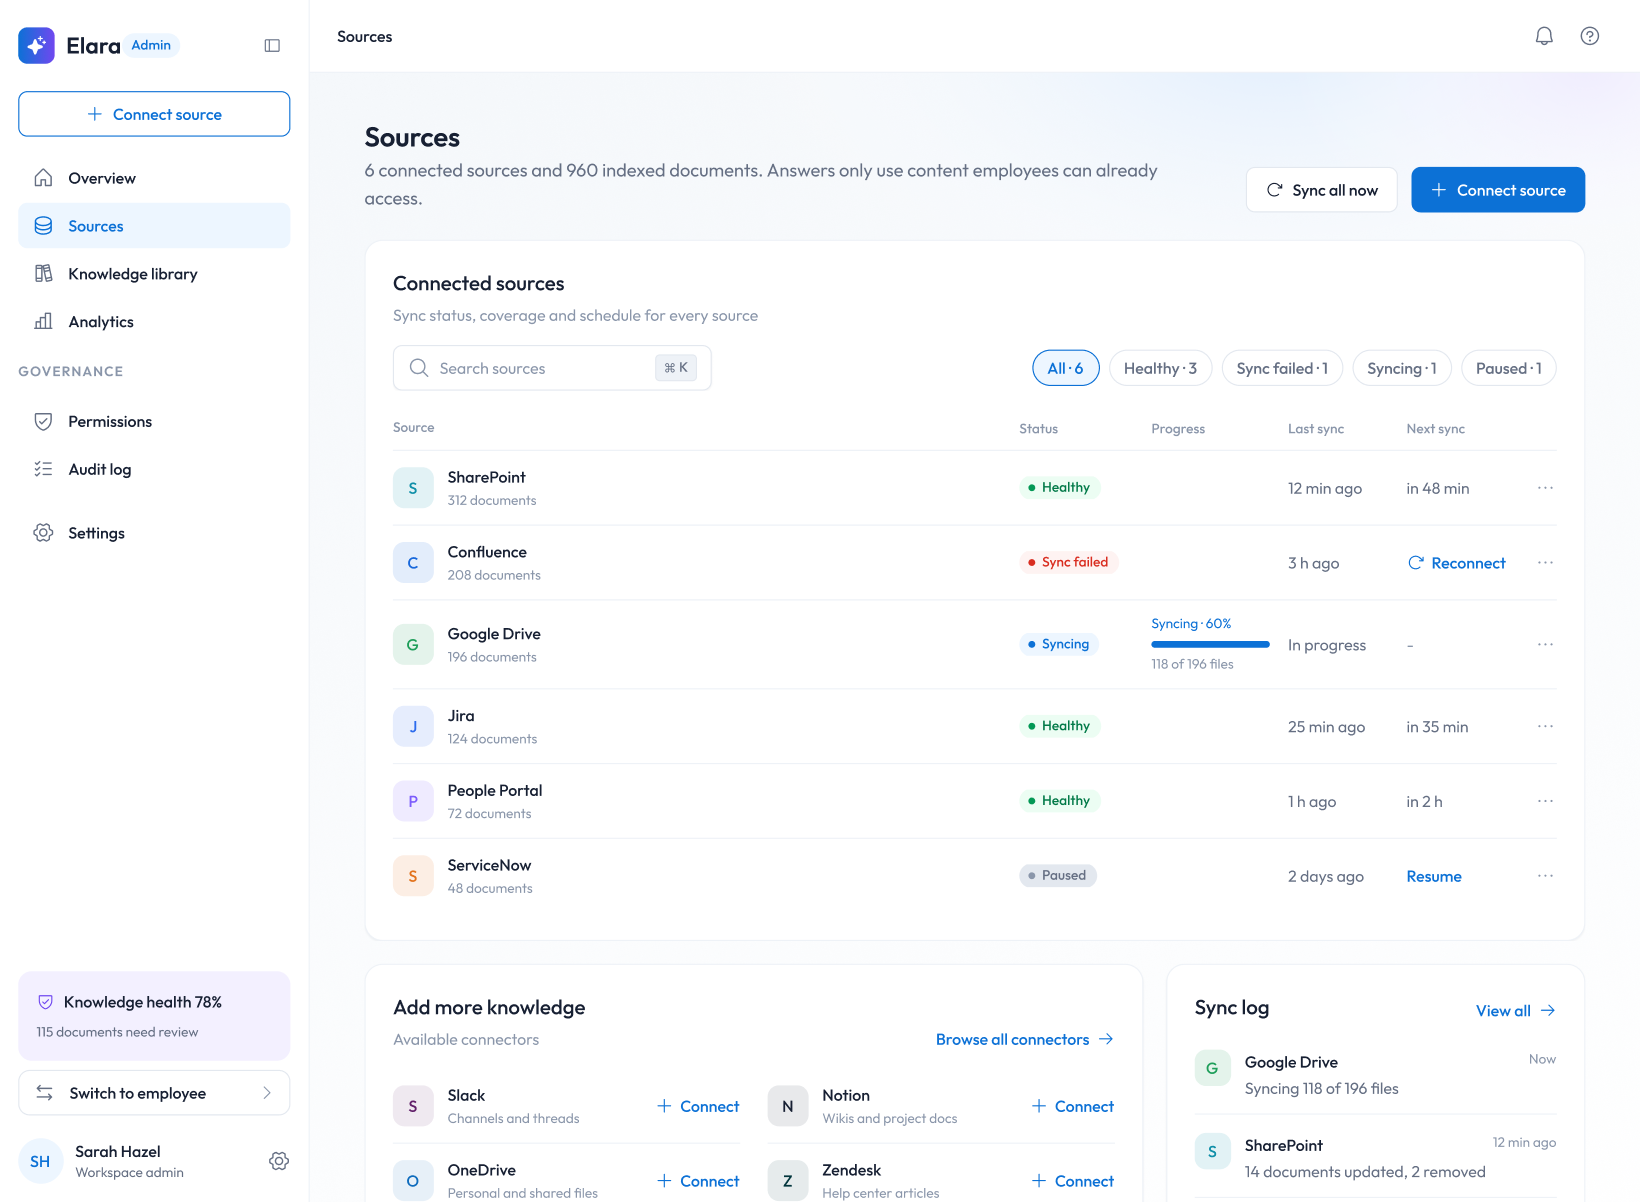 Elara Admin
Connect source
Overview
Sources
Knowledge library
Analytics
GOVERNANCE
Permissions
Audit log
Settings
Knowledge health 78%
115 documents need review
Switch to employee
SH
Sarah Hazel
Workspace admin
Sources
Sources
6 connected sources and 960 indexed documents. Answers only use content employees can already
access.
Sync all now
Connect source
Connected sources
Sync status, coverage and schedule for every source
Search sources ⌘ K
All · 6
Healthy · 3
Sync failed · 1
Syncing · 1
Paused · 1
Source Status Progress Last sync Next sync
S
SharePoint
312 documents
Healthy
12 min ago
in 48 min
C
Confluence
208 documents
Sync failed
3 h ago
Reconnect
G
Google Drive
196 documents
Syncing
Syncing · 60%
118 of 196 files
In progress
-
J
Jira
124 documents
Healthy
25 min ago
in 35 min
P
People Portal
72 documents
Healthy
1 h ago
in 2 h
S
ServiceNow
48 documents
Paused
2 days ago
Resume
Add more knowledge
Available connectors
Browse all connectors
S
Slack
Channels and threads
Connect
N
Notion
Wikis and project docs
Connect
O
OneDrive
Personal and shared files
Connect
Z
Zendesk
Help center articles
Connect
Sync log
View all
G
Google Drive
Now
Syncing 118 of 196 files
S
SharePoint
12 min ago
14 documents updated, 2 removed